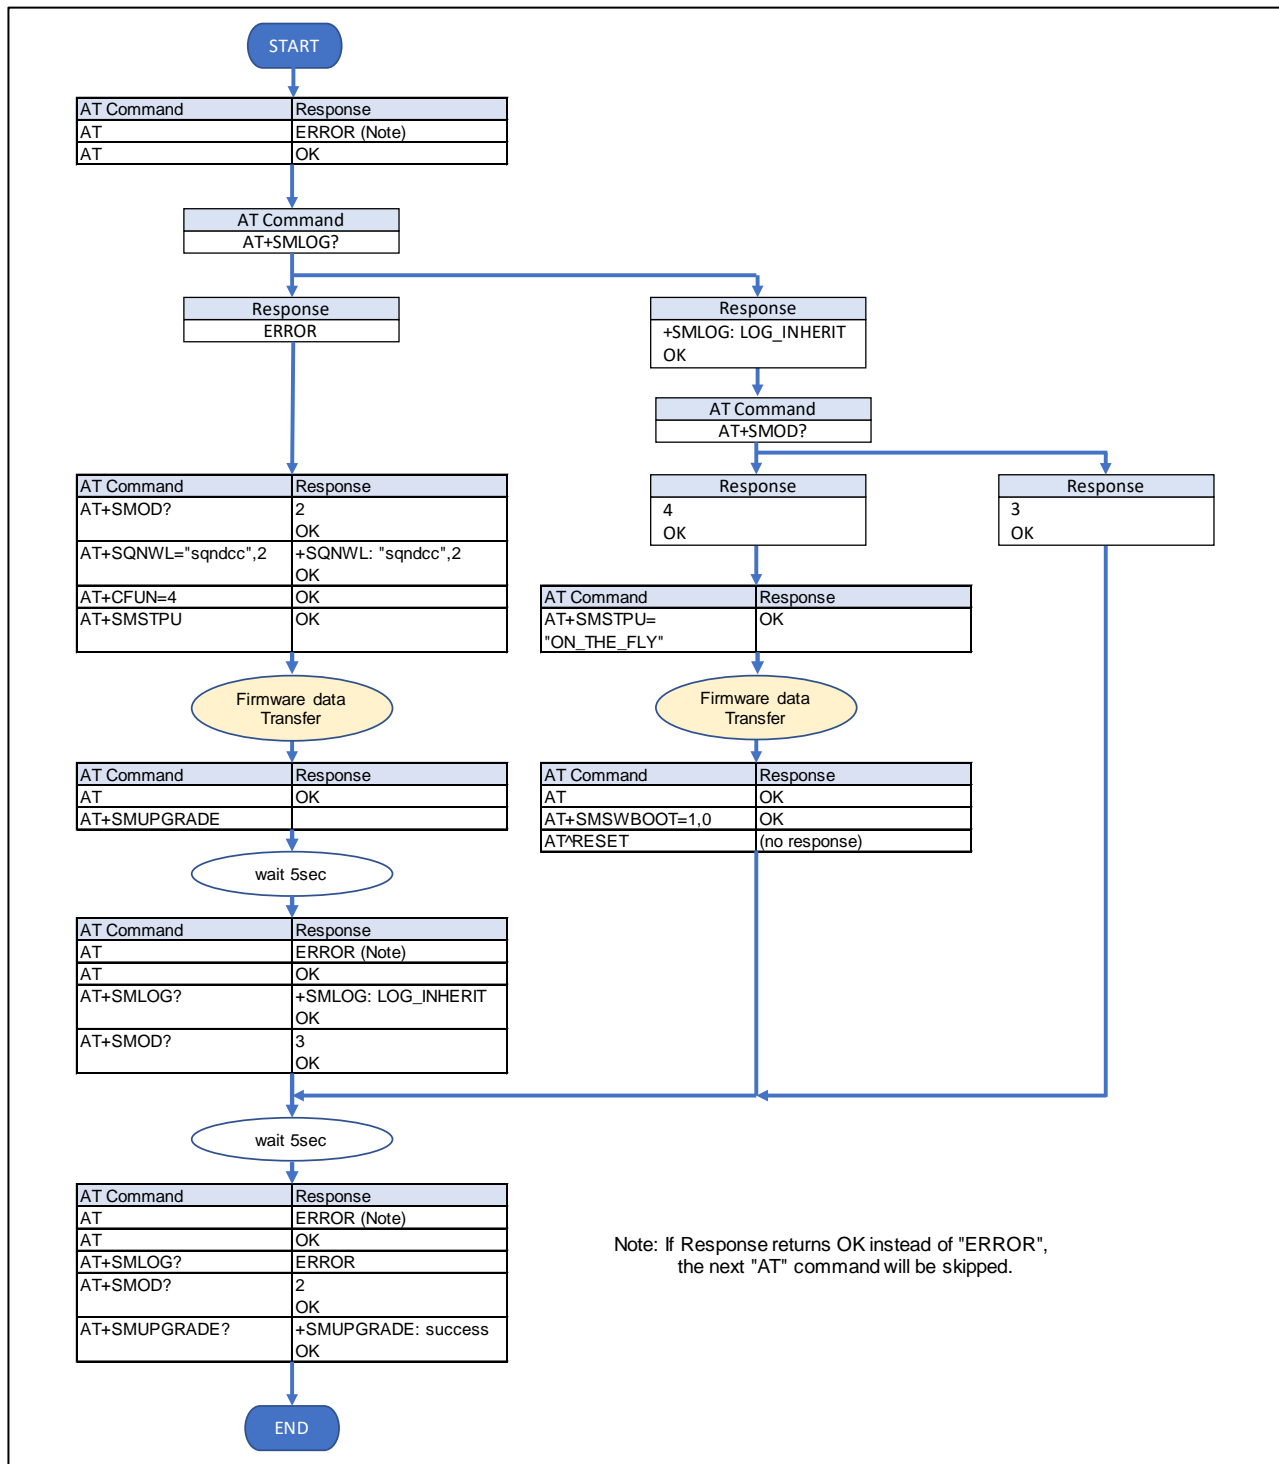 START
AT Command Response
AT ERROR (Note)
AT OK
AT Command
AT+SMLOG?
Response
ERROR
Response
+SMLOG: LOG_INHERIT
OK
AT Command
AT+SMOD?
Response
4
OK
Response
3
OK
AT Command Response
AT+SMOD? 2
OK
AT+SQNWL="sqndcc",2 +SQNWL: "sqndcc",2
OK
AT+CFUN=4 OK
AT+SMSTPU OK
AT Command Response
AT+SMSTPU= OK
"ON_THE_FLY"
Firmware data
Transfer
Firmware data
Transfer
AT Command Response
AT OK
AT+SMUPGRADE
AT Command Response
AT OK
AT+SMSWBOOT=1,0 OK
AT^RESET (no response)
wait 5sec
AT Command Response
AT ERROR (Note)
AT OK
AT+SMLOG? +SMLOG: LOG_INHERIT
OK
AT+SMOD? 3
OK
wait 5sec
AT Command Response
AT ERROR (Note)
AT OK
AT+SMLOG? ERROR
AT+SMOD? 2
OK
AT+SMUPGRADE? +SMUPGRADE: success
OK
Note: If Response returns OK instead of "ERROR",
the next "AT" command will be skipped.
END